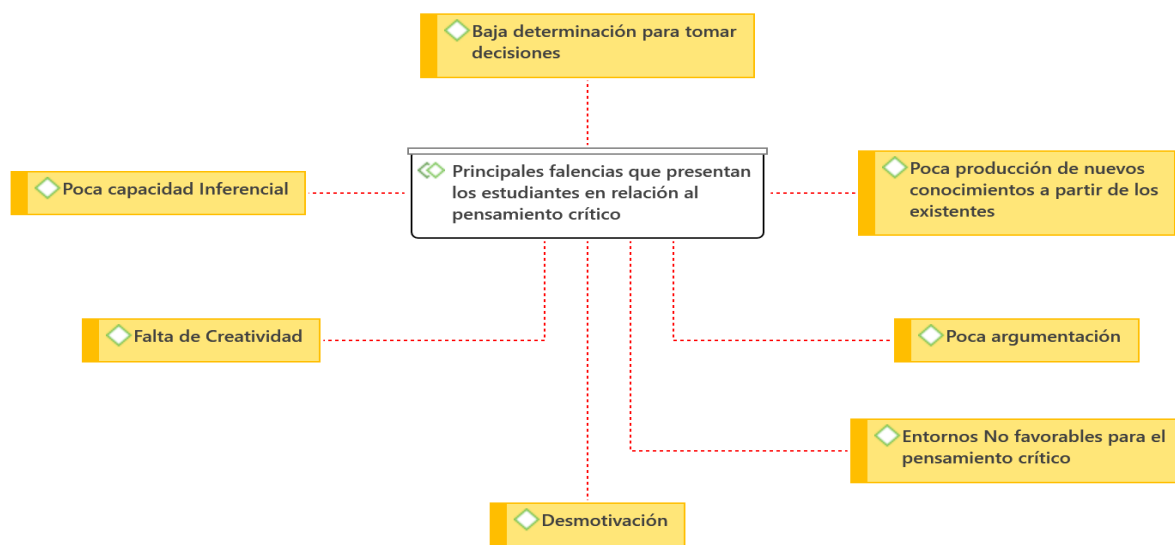 Baja determinación para tomar
decisiones
Principales falencias que presentan
los estudiantes en relación al
pensamiento crítico
Poca capacidad Inferencial
Poca producción de nuevos
conocimientos a partir de los
existentes
Falta de Creatividad
Poca argumentación
Entornos No favorables para el
pensamiento crítico
Desmotivación